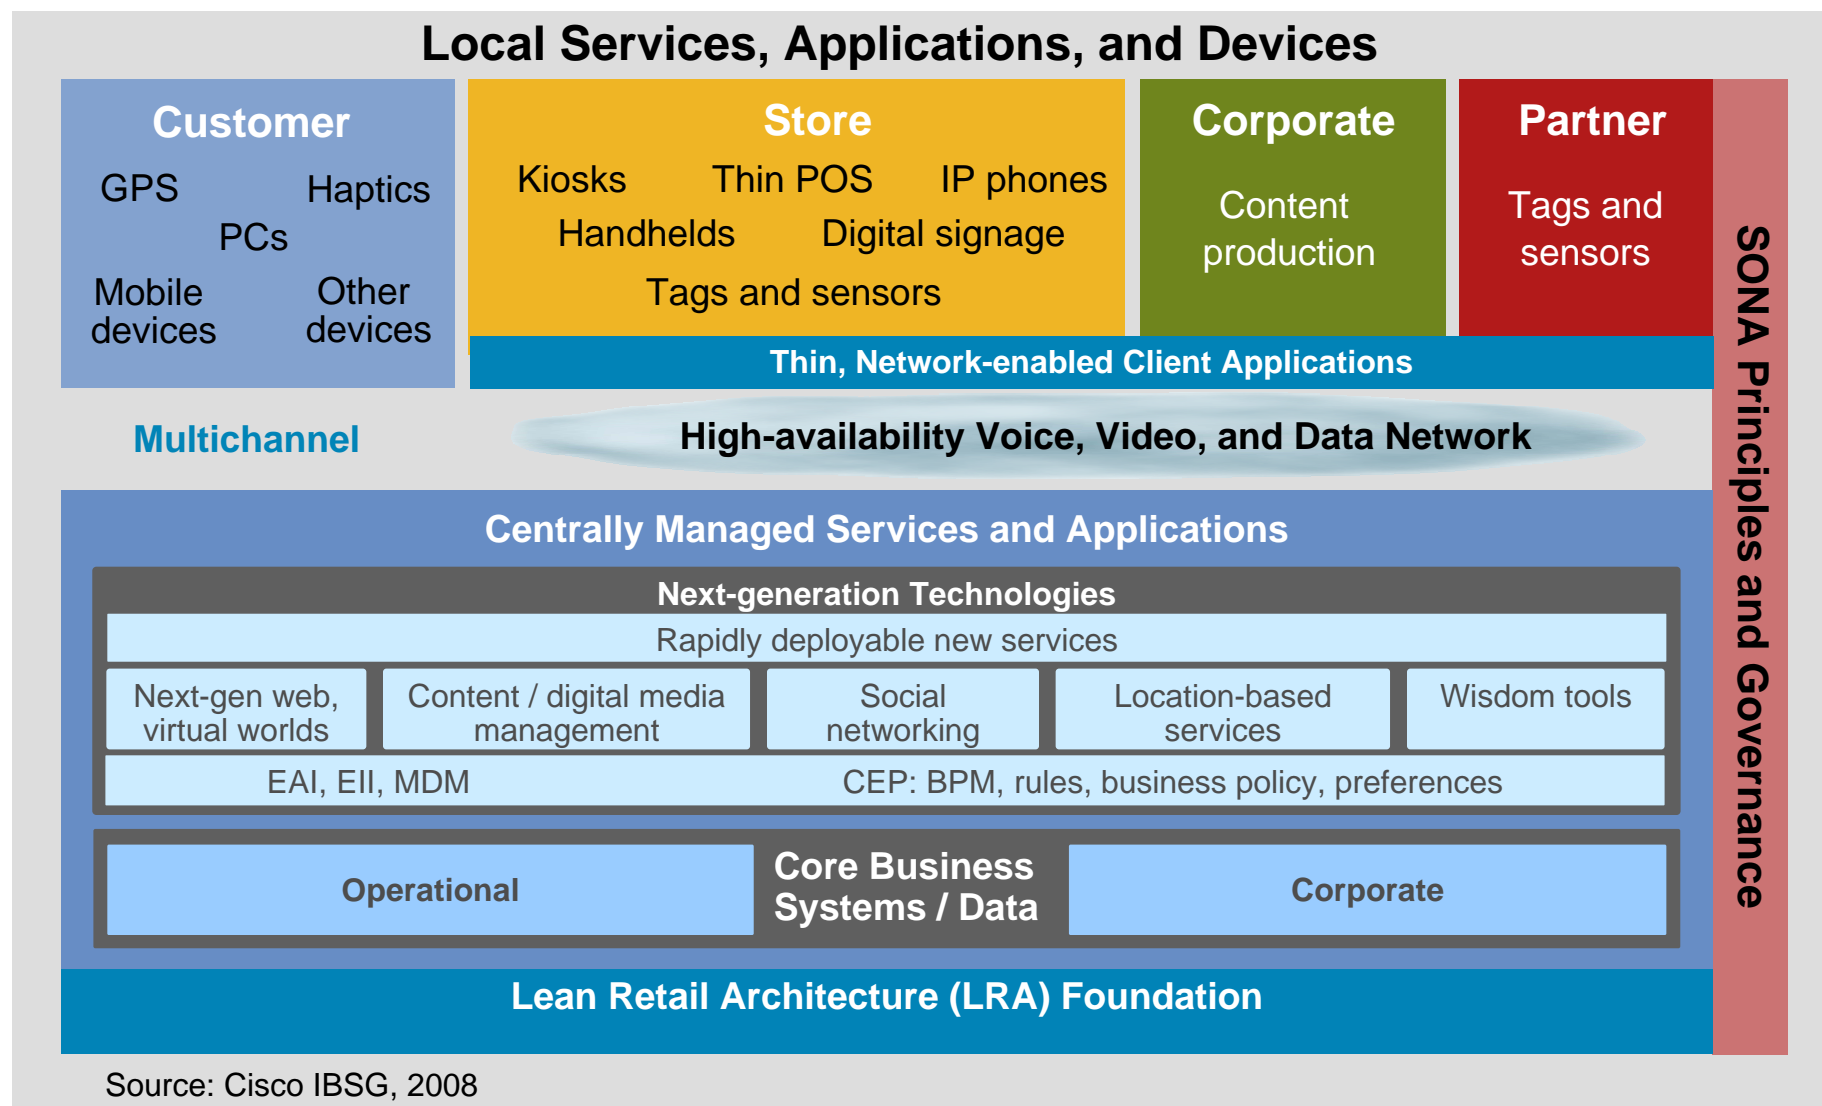 Local Services, Applications, and Devices
Customer
GPS Haptics
PCs
Mobile
devices
Other
devices
Store
Kiosks Thin POS IP phones
Handhelds Digital signage
Tags and sensors
Corporate
Content
production
Partner
Tags and
sensors
Thin, Network-enabled Client Applications
Multichannel
High-availability Voice, Video, and Data Network
SONA Principles and Governance
Centrally Managed Services and Applications
Next-generation Technologies
Rapidly deployable new services
Next-gen web,
virtual worlds
Content / digital media
management
Social
networking
Location-based
services
Wisdom tools
EAI, EII, MDM
CEP: BPM, rules, business policy, preferences
Operational
Core Business
Systems / Data
Corporate
Lean Retail Architecture (LRA) Foundation
Source: Cisco IBSG, 2008